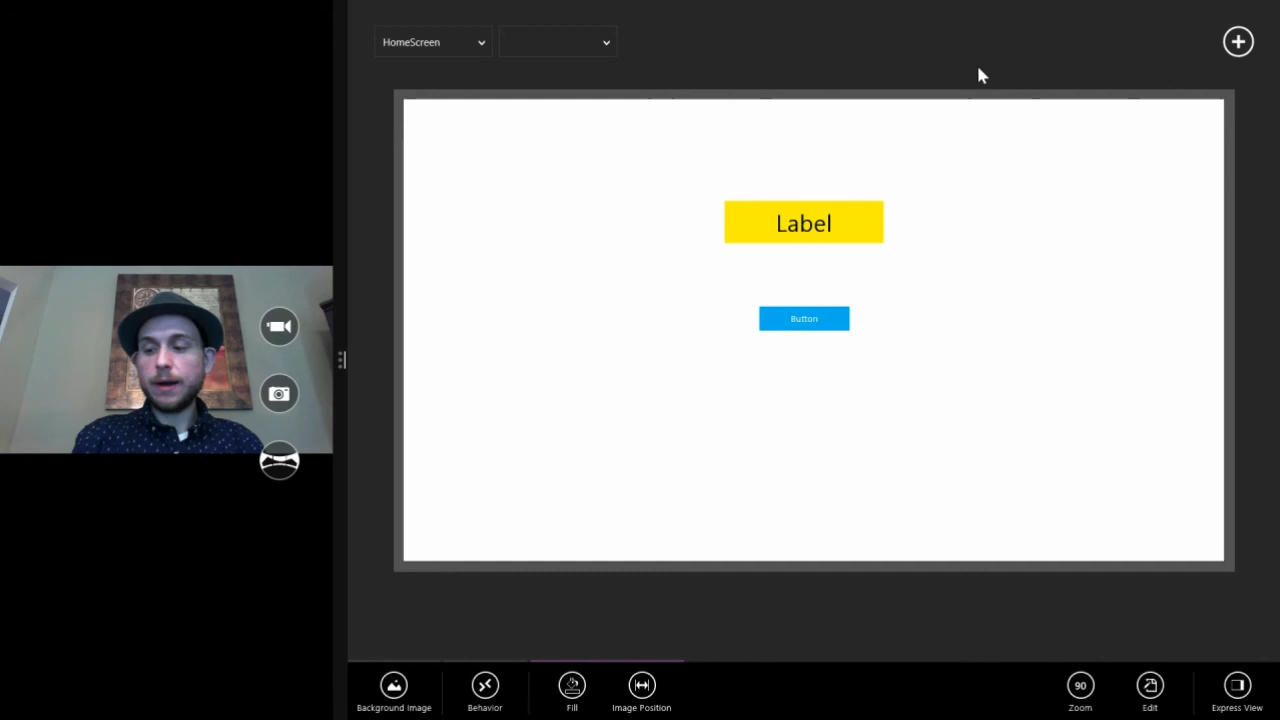 HomeScreen
Label
Button
Background Image
Behavior
Fill
Image Position
90
Zoom
Edit
Express View